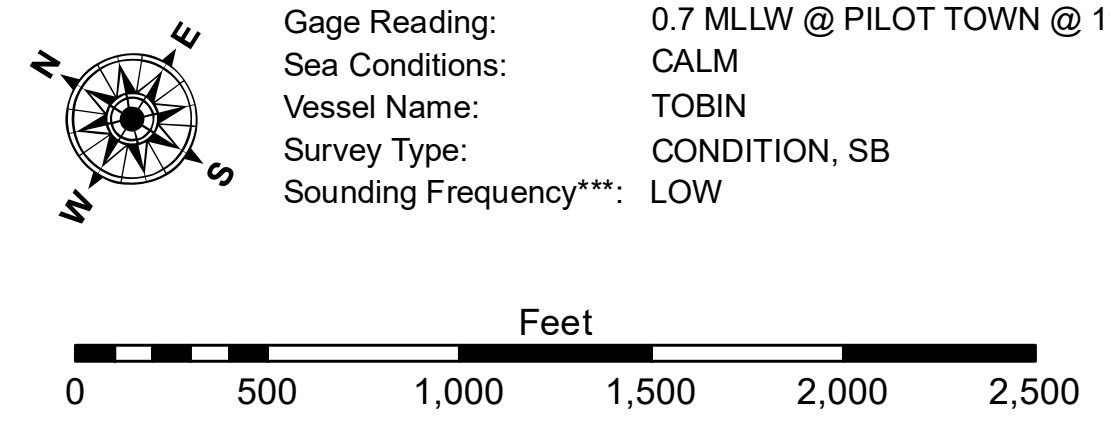 N
E
S
W
Gage Reading: 0.7 MLLW @ PILOT TOWN @ 1
Sea Conditions: CALM
Vessel Name: TOBIN
Survey Type: CONDITION, SB
Sounding Frequency***: LOW
Feet
0 500 1,000 1,500 2,000 2,500